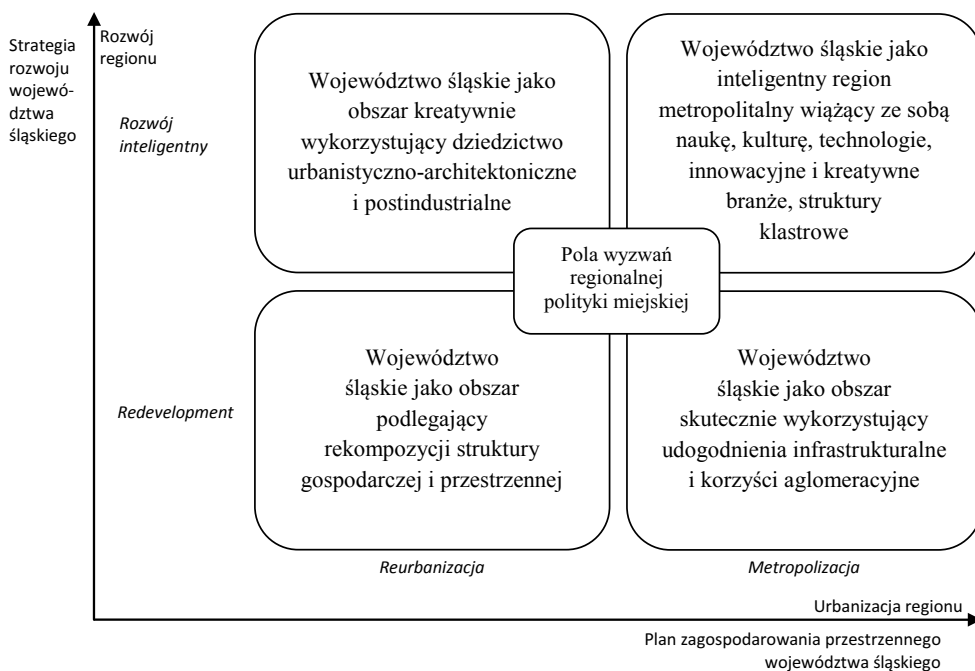 Strategia
rozwoju
wojewó-
dztwa
śląskiego
Rozwój
regionu
Rozwój
inteligentny
Województwo śląskie jako
obszar kreatywnie
wykorzystujący dziedzictwo
urbanistyczno-architektoniczne
i postindustrialne
Województwo śląskie jako
inteligentny region
metropolitalny wiążący ze sobą
naukę, kulturę, technologie,
innowacyjne i kreatywne
branże, struktury
klastrowe
Pola wyzwań
regionalnej
polityki miejskiej
Redevelopment
Województwo
śląskie jako obszar
podlegający
rekompozycji struktury
gospodarczej i przestrzennej
Województwo
śląskie jako obszar
skutecznie wykorzystujący
udogodnienia infrastrukturalne
i korzyści aglomeracyjne
Reurbanizacja
Metropolizacja
Urbanizacja regionu
Plan zagospodarowania przestrzennego
województwa śląskiego